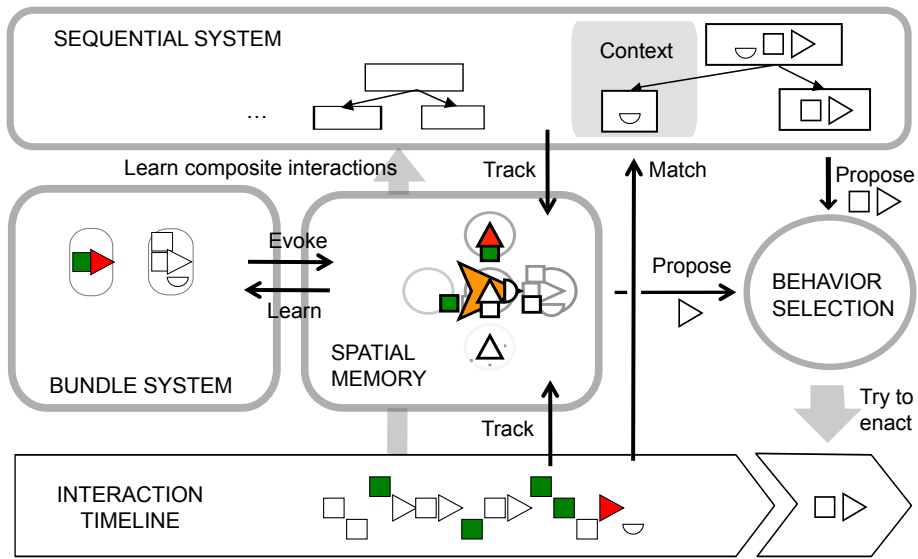 SEQUENTIAL SYSTEM
Context
...
Learn composite interactions
Track
Match
Propose
Evoke
Learn
Propose
BEHAVIOR
SELECTION
BUNDLE SYSTEM
SPATIAL
MEMORY
Track
Try to
enact
INTERACTION
TIMELINE